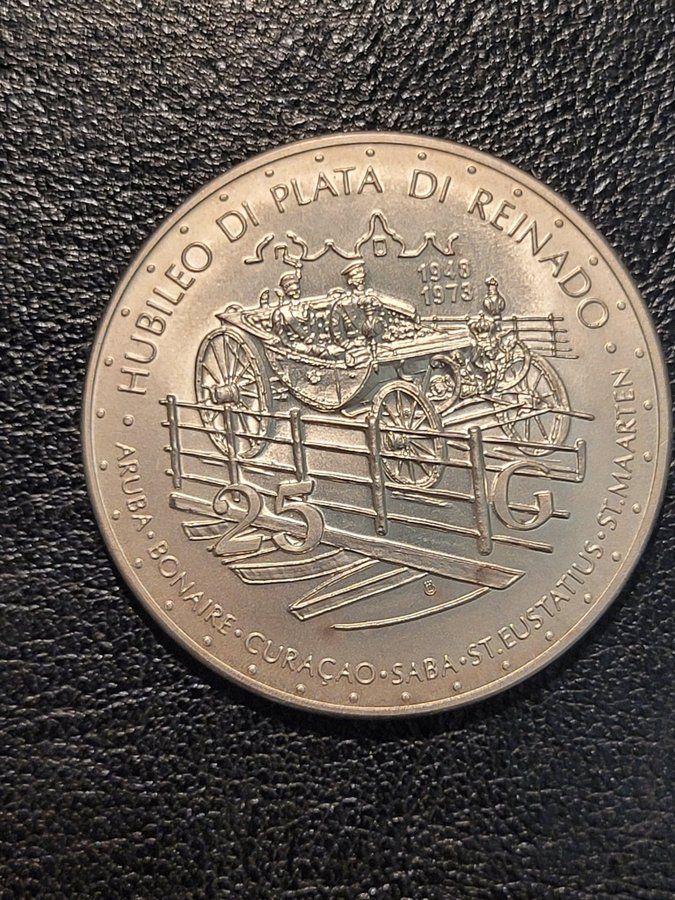 HUBILEO DI PLATA DI REINADO
1948
1973
25 G
ARUBA · BONAIRE · CURAÇAO · SABA · ST. EUSTATIUS · ST. MAARTEN